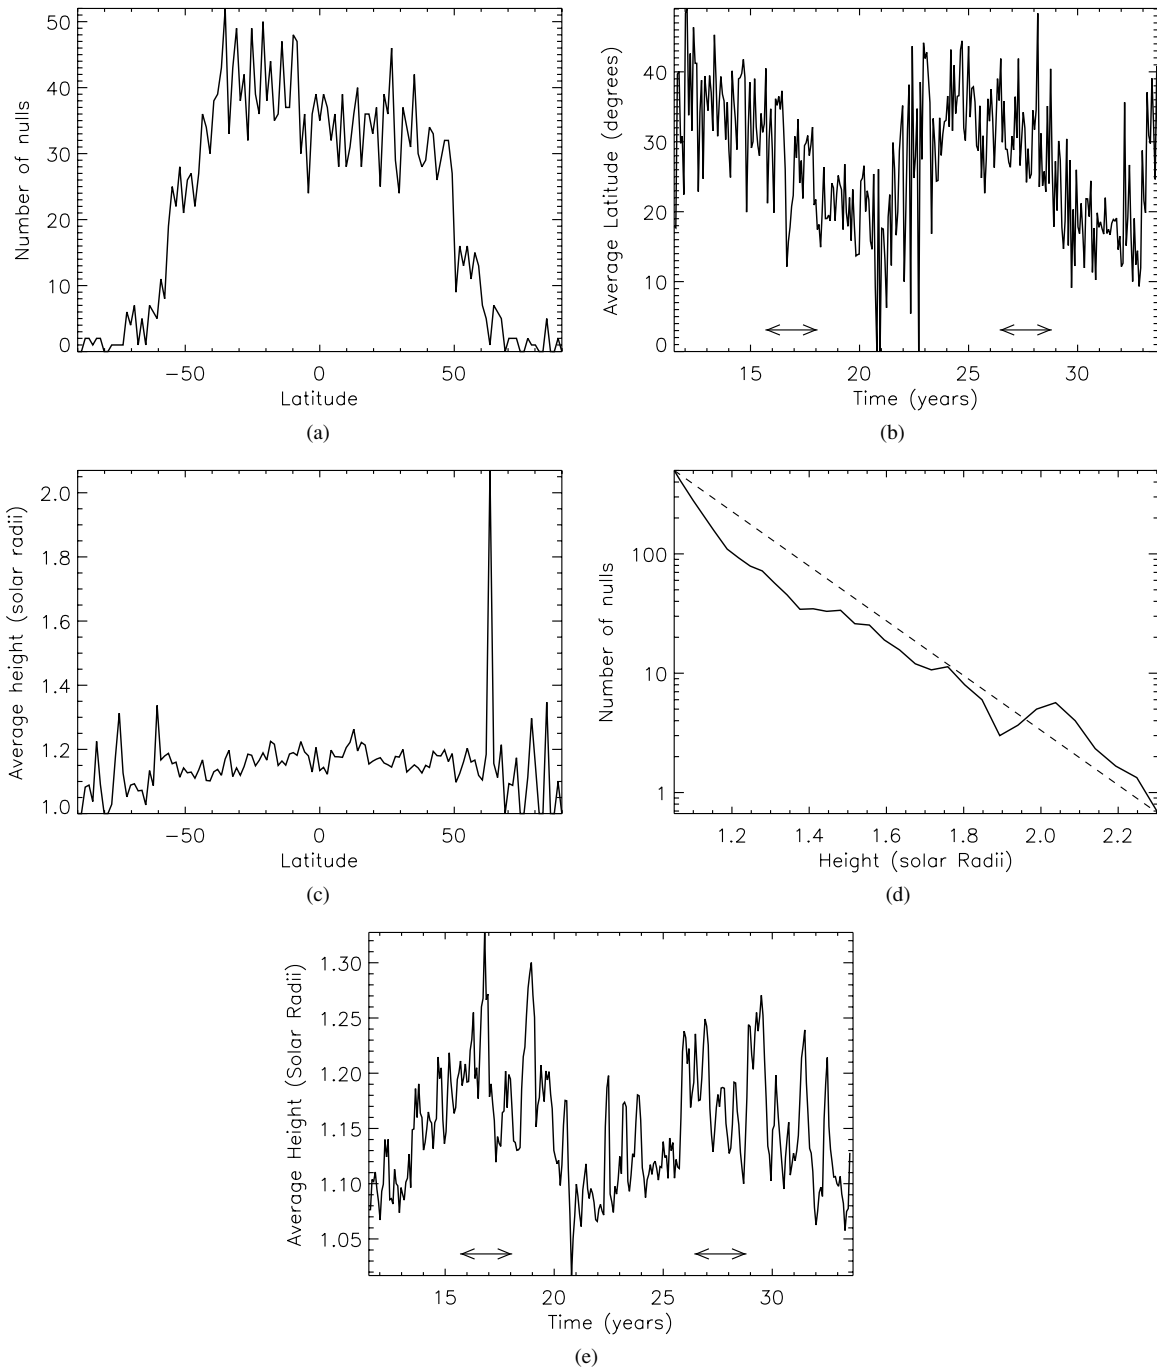 50
40
30
20
10
0
Number of nulls
−50 0 50
Latitude
(a)
40
30
20
10
0
Average Latitude (degrees)
15 20 25 30
Time (years)
(b)
2.0
1.8
1.6
1.4
1.2
1.0
Average height (solar radii)
−50 0 50
Latitude
(c)
100
10
1
Number of nulls
1.2 1.4 1.6 1.8 2.0 2.2
Height (solar Radii)
(d)
1.30
1.25
1.20
1.15
1.10
1.05
Average Height (Solar Radii)
15 20 25 30
Time (years)
(e)